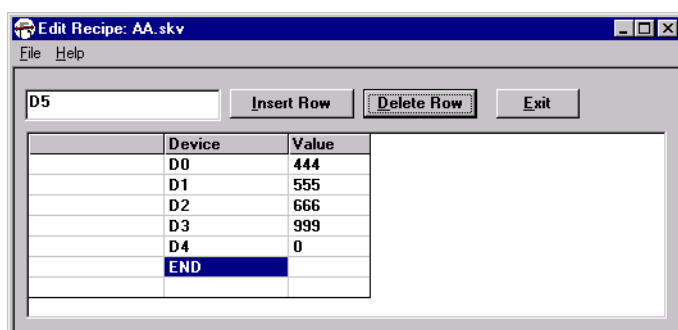 Edit Recipe: AA.skv
File Help
D5 Insert Row Delete Row Exit
Device Value
D0 444
D1 555
D2 666
D3 999
D4 0
END